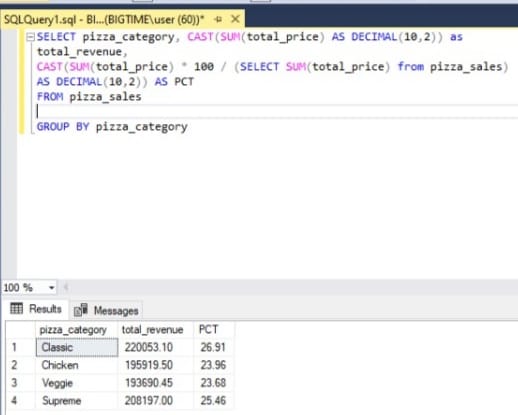 SQLQuery1.sql - BI...(BIGTIME\user (60))*
SELECT pizza_category, CAST(SUM(total_price) AS DECIMAL(10,2)) as
total_revenue,
CAST(SUM(total_price) * 100 / (SELECT SUM(total_price) from pizza_sales)
AS DECIMAL(10,2)) AS PCT
FROM pizza_sales
GROUP BY pizza_category
100 %
Results Messages
pizza_category total_revenue PCT
1 Classic 220053.10 26.91
2 Chicken 195919.50 23.96
3 Veggie 193690.45 23.68
4 Supreme 208197.00 25.46